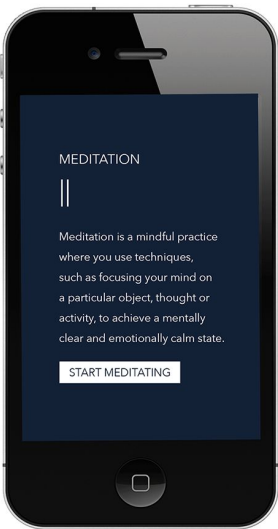 MEDITATION
Meditation is a mindful practice
where you use techniques,
such as focusing your mind on
a particular object, thought or
activity, to achieve a mentally
clear and emotionally calm state.
START MEDITATING